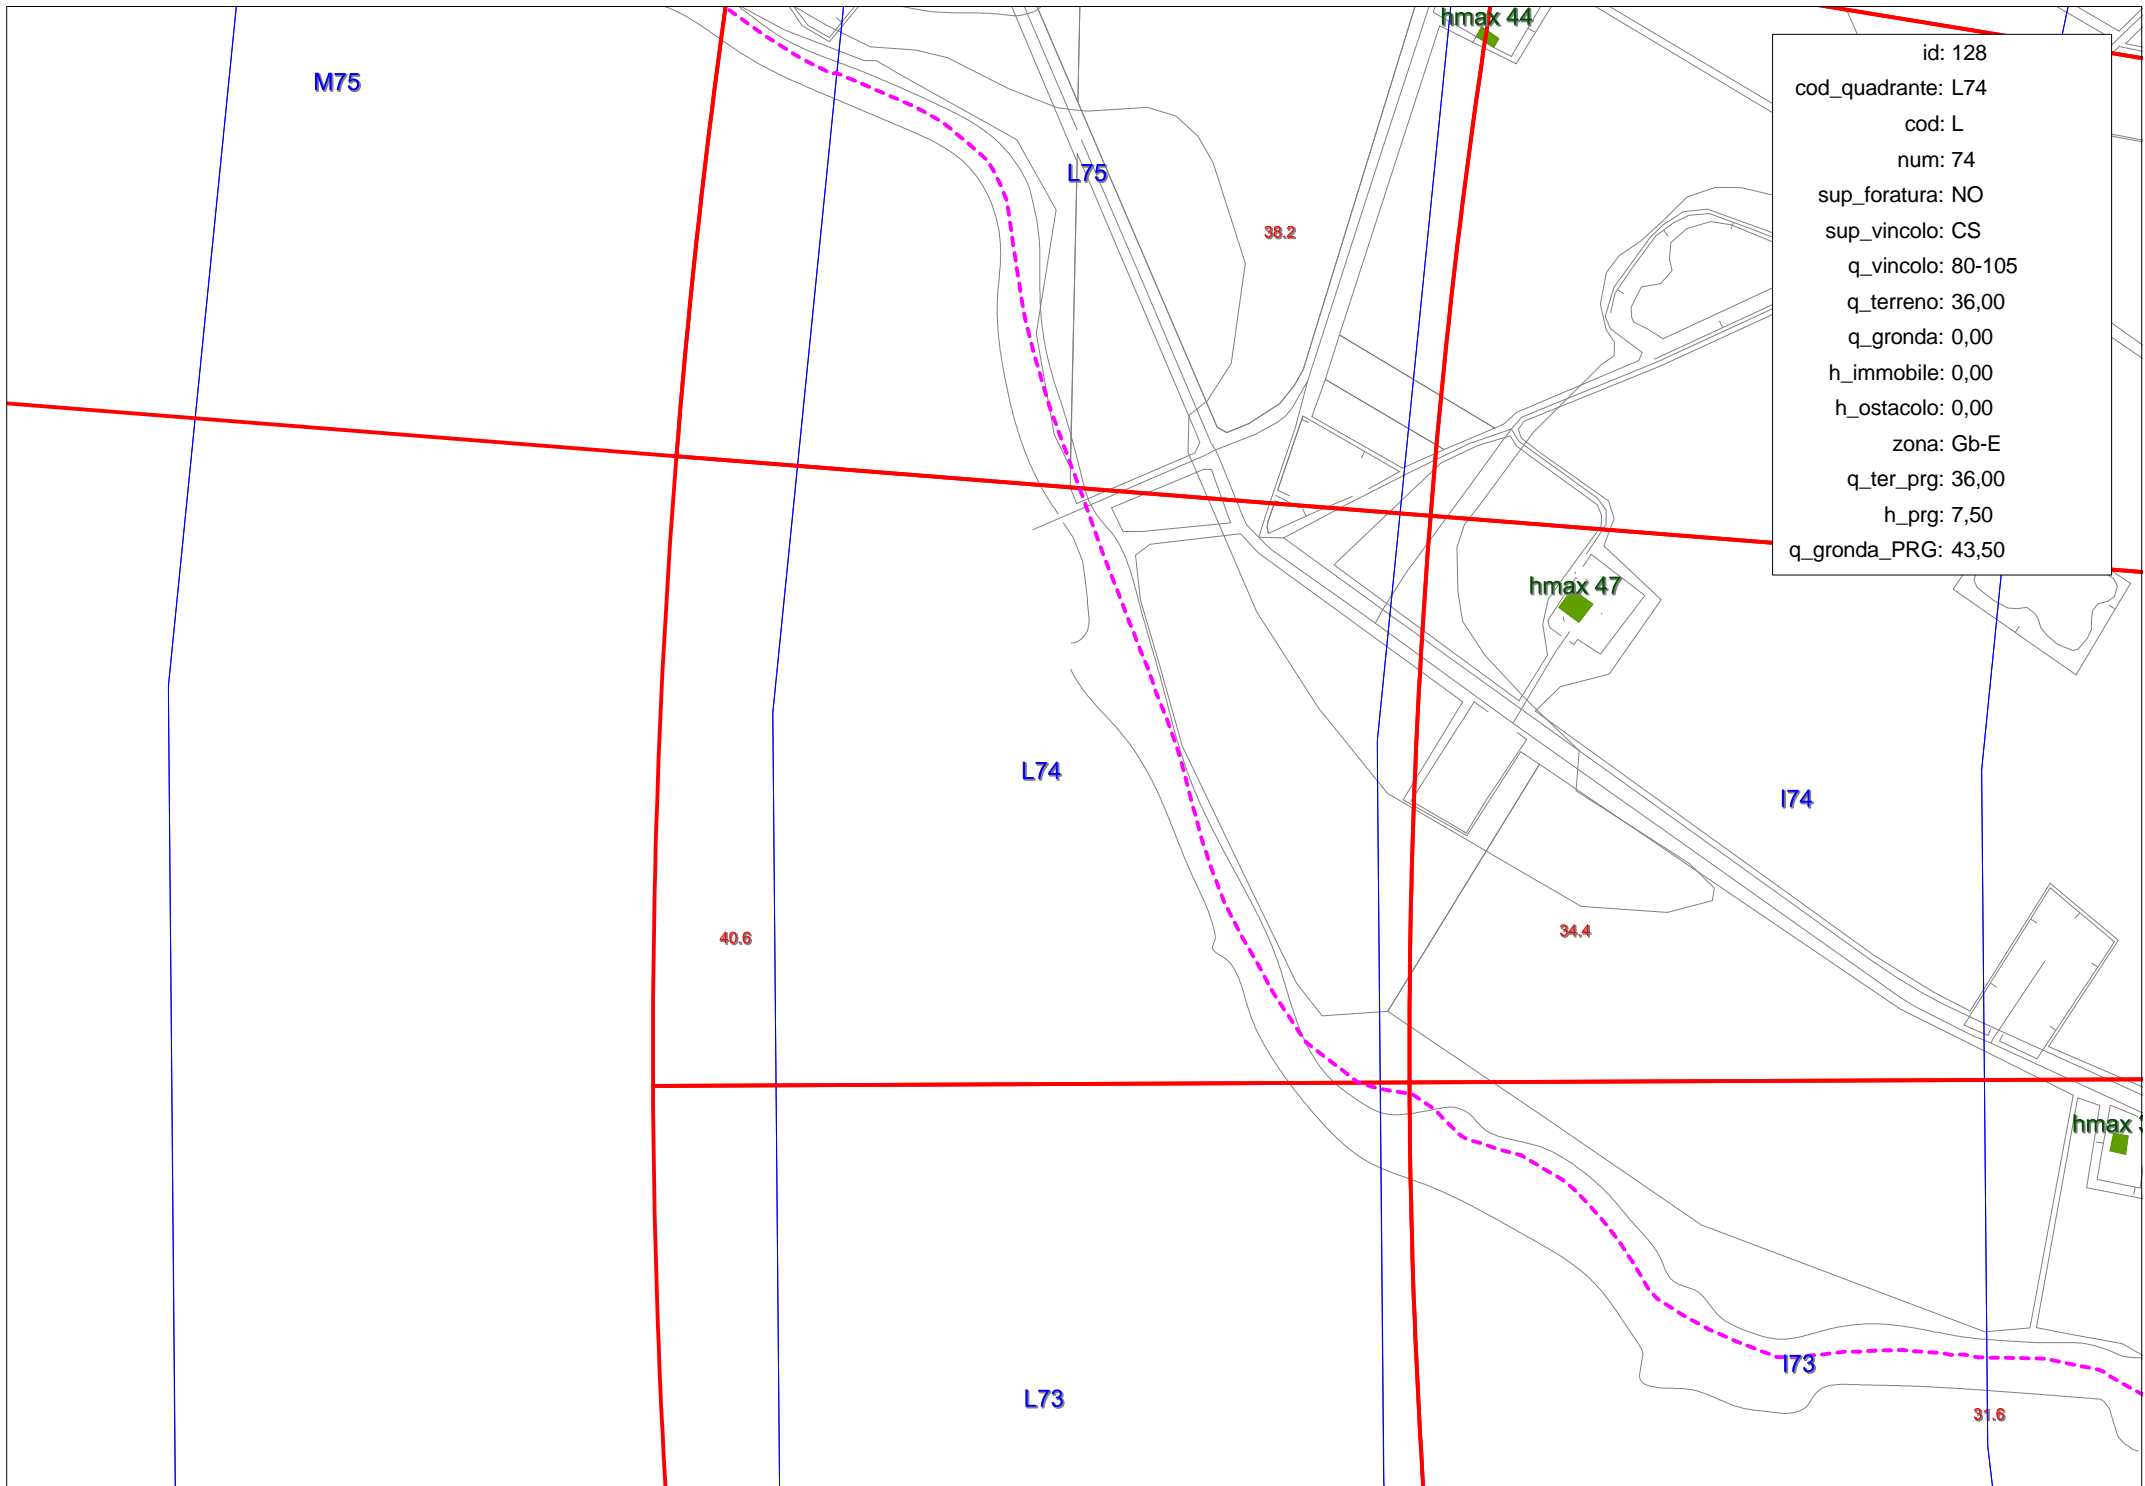 hmax 44
M75
L75
38.2
id: 128
cod_quadrante: L74
cod: L
num: 74
sup_foratura: NO
sup_vincolo: CS
q_vincolo: 80-105
q_terreno: 36,00
q_gronda: 0,00
h_immobile: 0,00
h_ostacolo: 0,00
zona: Gb-E
q_ter_prg: 36,00
h_prg: 7,50
q_gronda_PRG: 43,50
hmax 47
L74
I74
40.6
34.4
hmax
I73
L73
31.6